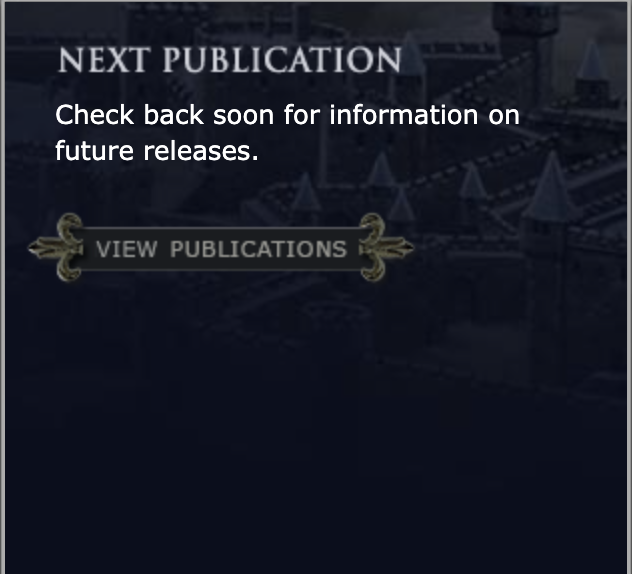 NEXT PUBLICATION
Check back soon for information on
future releases.
VIEW PUBLICATIONS